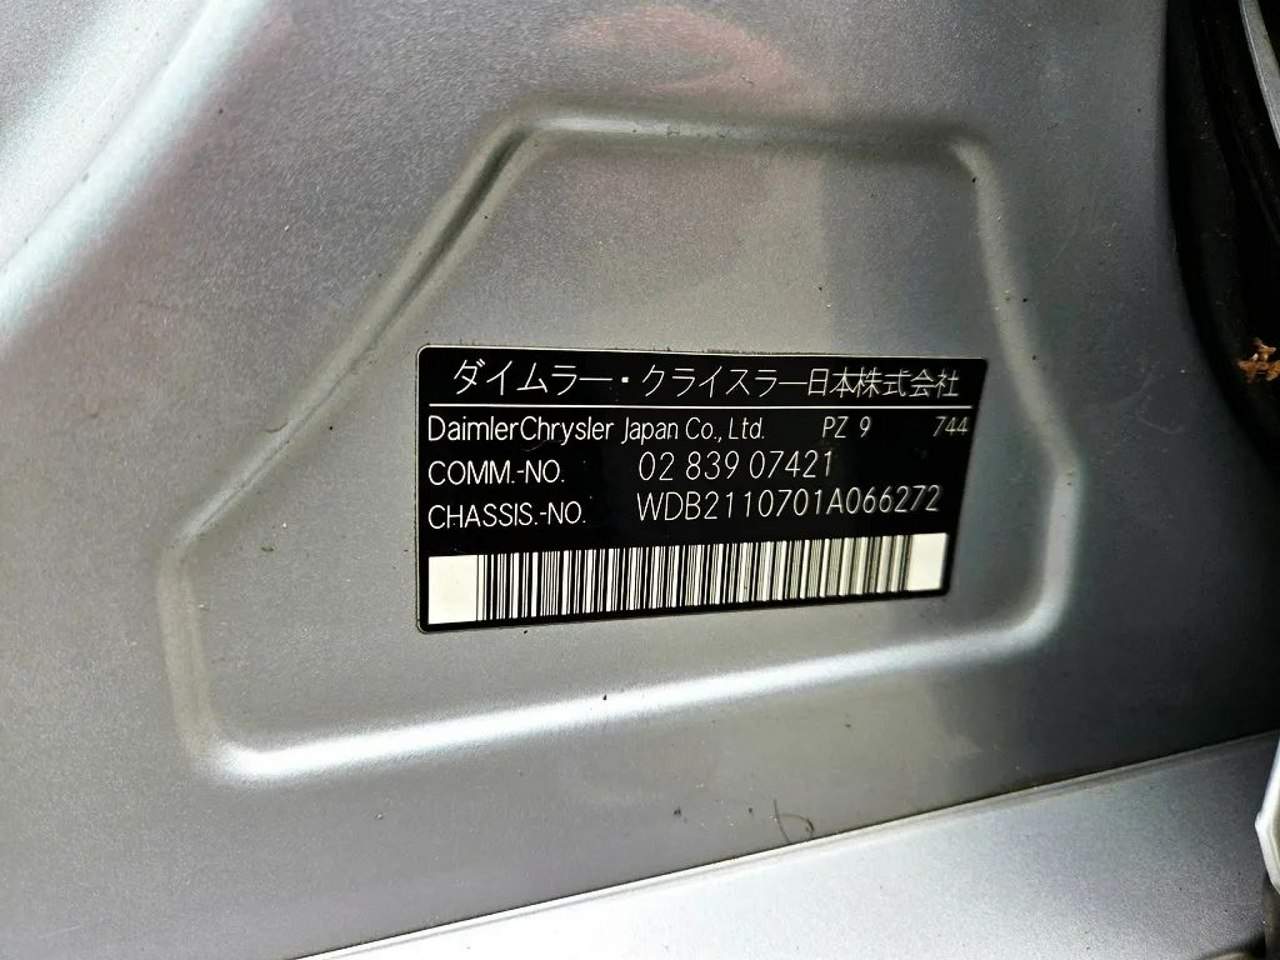 ダイムラー・クライスラー日本株式会社
DaimlerChrysler Japan Co., Ltd. PZ 9 744
COMM.-NO. 02 839 07421
CHASSIS.-NO. WDB2110701A066272